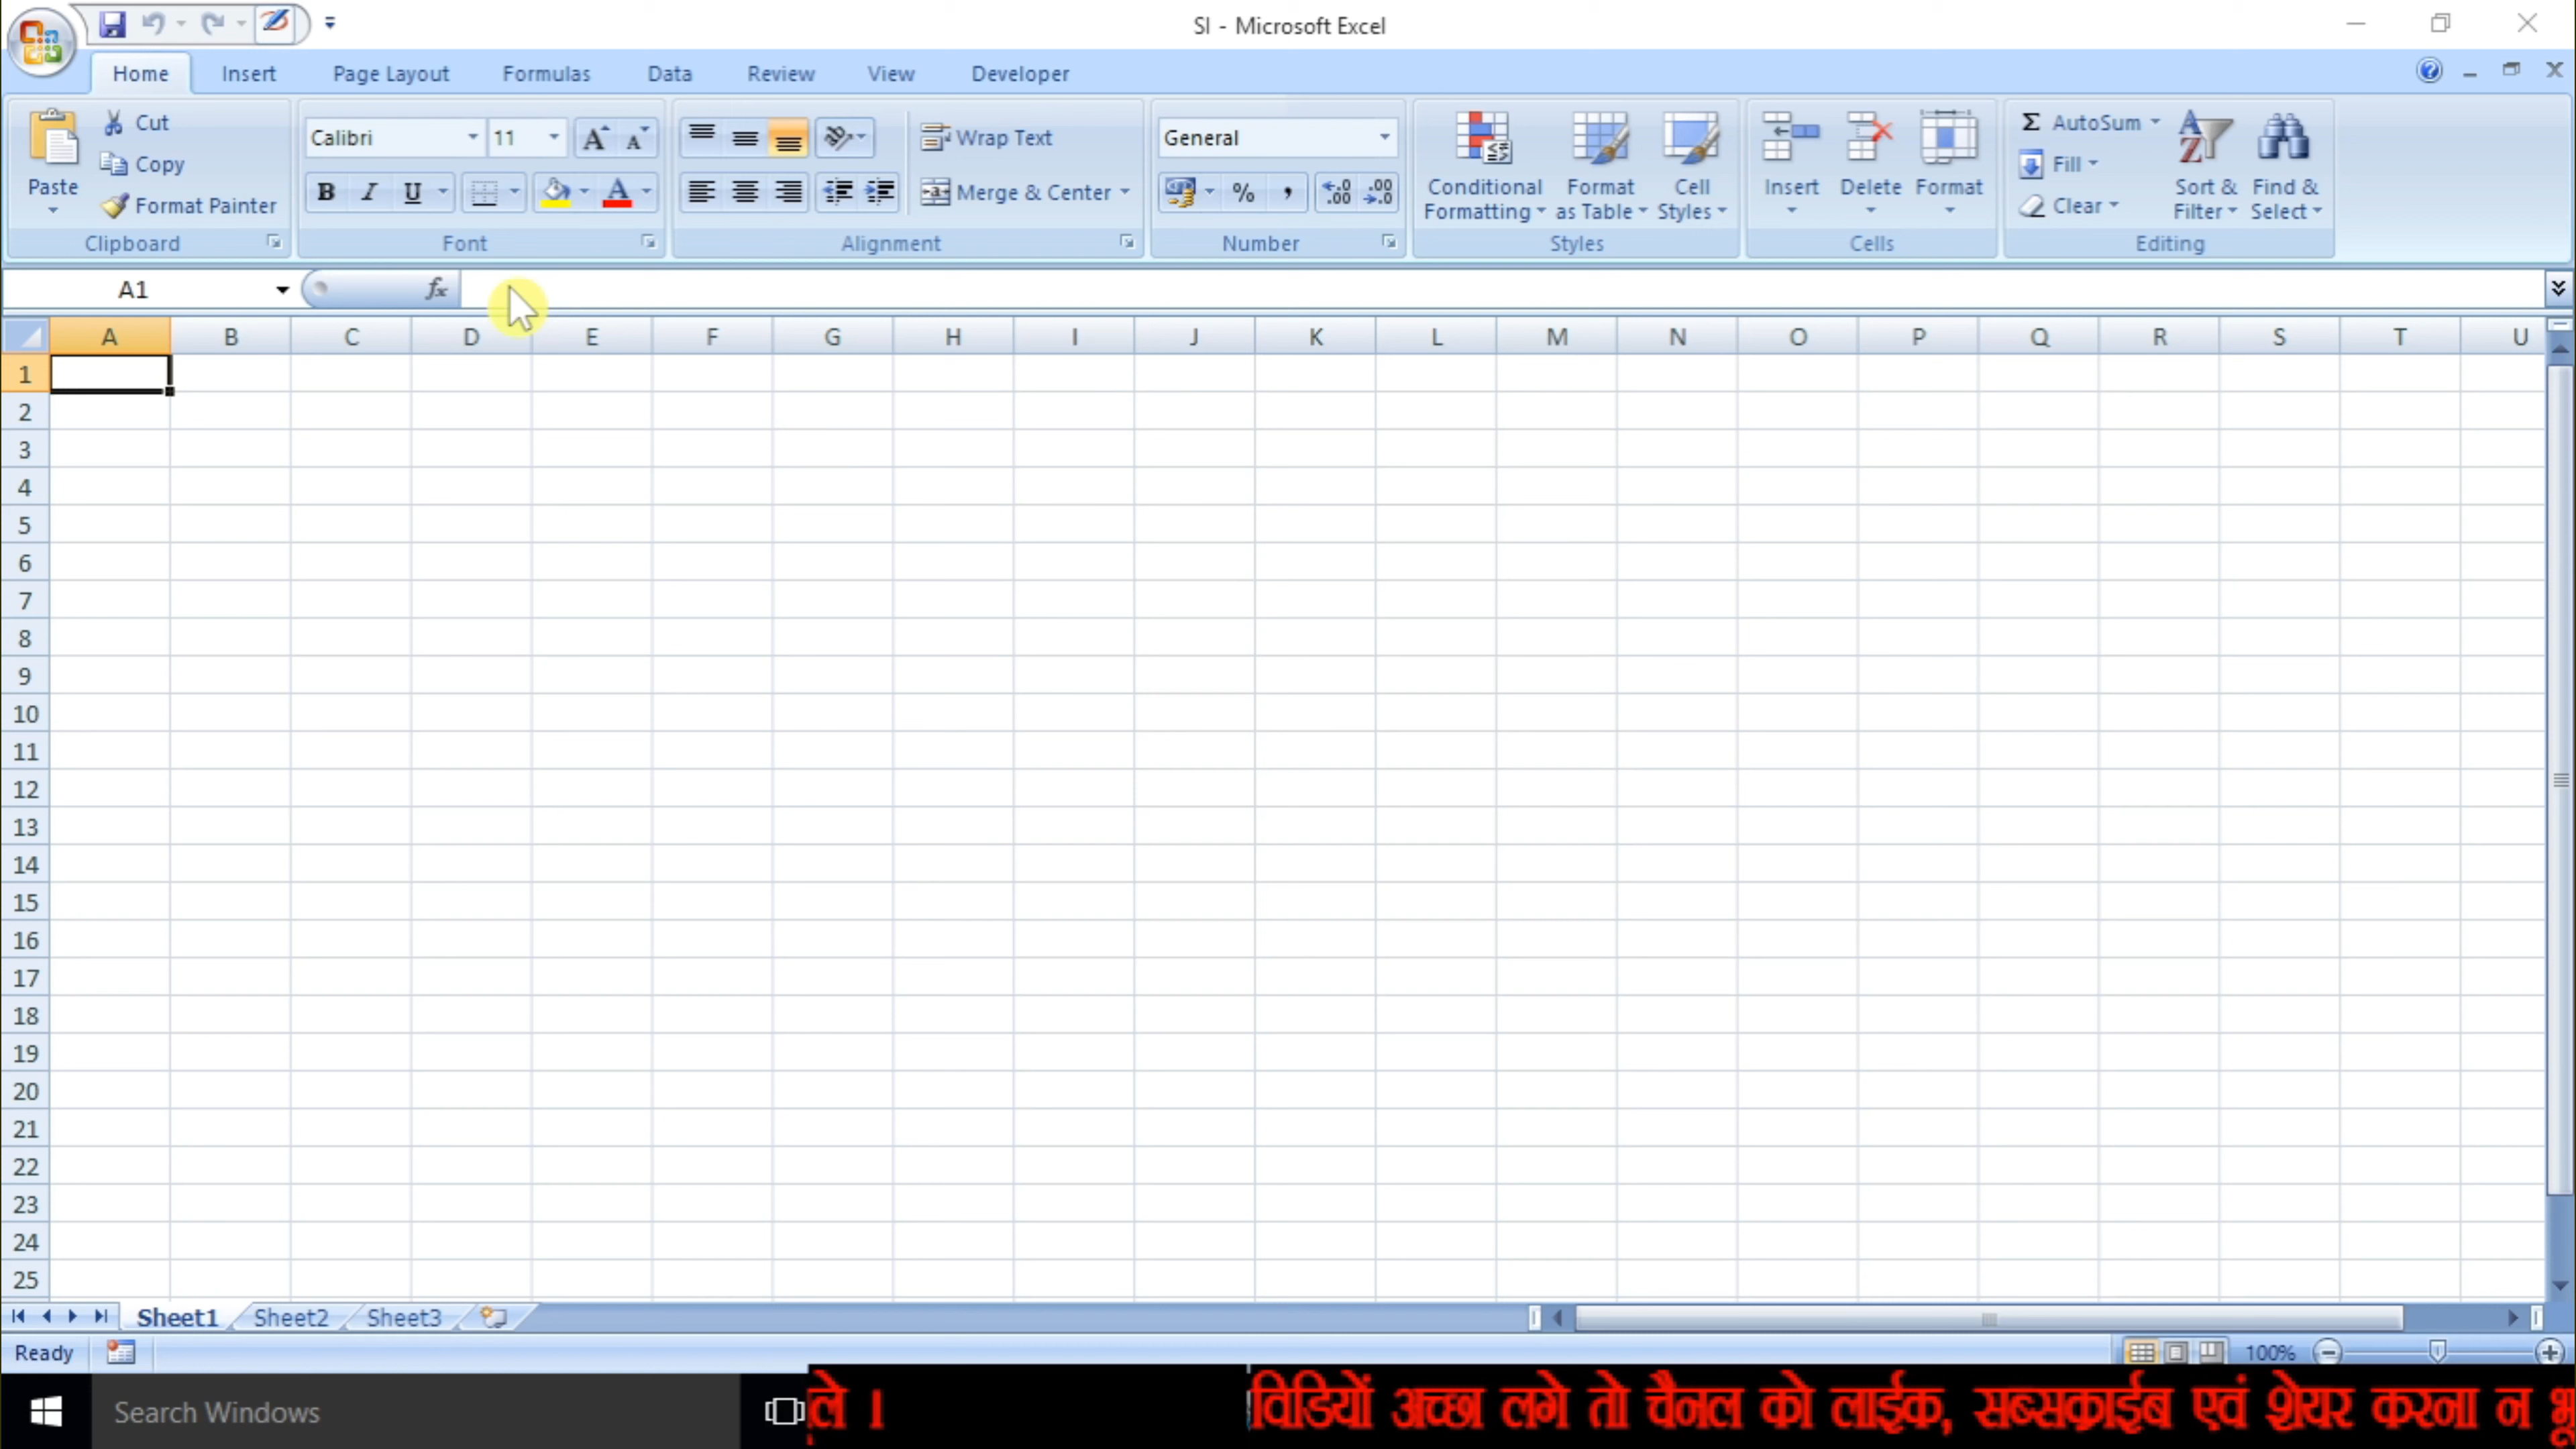 SI - Microsoft Excel
Home Insert Page Layout Formulas Data Review View Developer
Paste
Cut
Copy
Format Painter
Clipboard
Calibri 11
B I U
Font
Wrap Text
Merge & Center
Alignment
General
%
Number
Conditional Formatting
Format as Table
Cell Styles
Styles
Insert Delete Format
Cells
Σ AutoSum
Fill
Clear
Sort & Filter
Find & Select
Editing
A1 fx
A B C D E F G H I J K L M N O P Q R S T U
1
2
3
4
5
6
7
8
9
10
11
12
13
14
15
16
17
18
19
20
21
22
23
24
25
Sheet1 Sheet2 Sheet3
Ready 100%
Search Windows
विडियों अच्छा लगे तो चैनल को लाईक, सब्सक्राईब एवं शेयर करना न